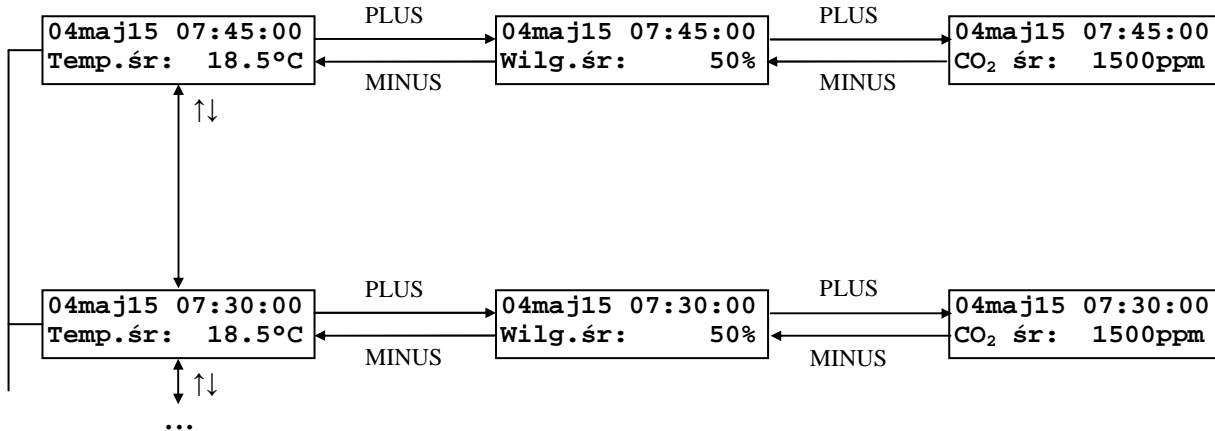 PLUS
PLUS
04maj15 07:45:00
Temp.śr: 18.5ºC
04maj15 07:45:00
Wilg.śr: 50%
04maj15 07:45:00
CO₂ śr: 1500ppm
MINUS
MINUS
↑↓
PLUS
PLUS
04maj15 07:30:00
Temp.śr: 18.5ºC
04maj15 07:30:00
Wilg.śr: 50%
04maj15 07:30:00
CO₂ śr: 1500ppm
MINUS
MINUS
↑↓
...